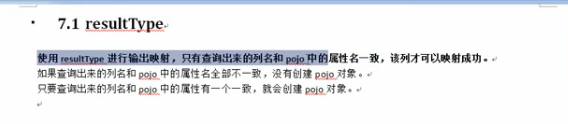 7.1 resultType
使用 resultType 进行输出映射，只有查询出来的列名和 pojo 中的属性名一致，该列才可以映射成功。
如果查询出来的列名和 pojo 中的属性名全部不一致，没有创建 pojo 对象。
只要查询出来的列名和 pojo 中的属性有一个一致，就会创建 pojo 对象。